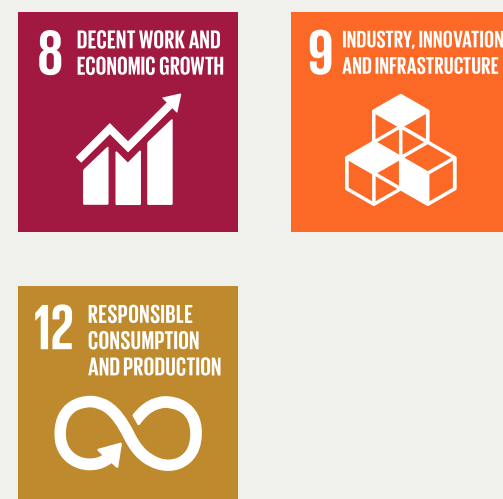 8 DECENT WORK AND
ECONOMIC GROWTH
9 INDUSTRY, INNOVATION
AND INFRASTRUCTURE
12 RESPONSIBLE
CONSUMPTION
AND PRODUCTION